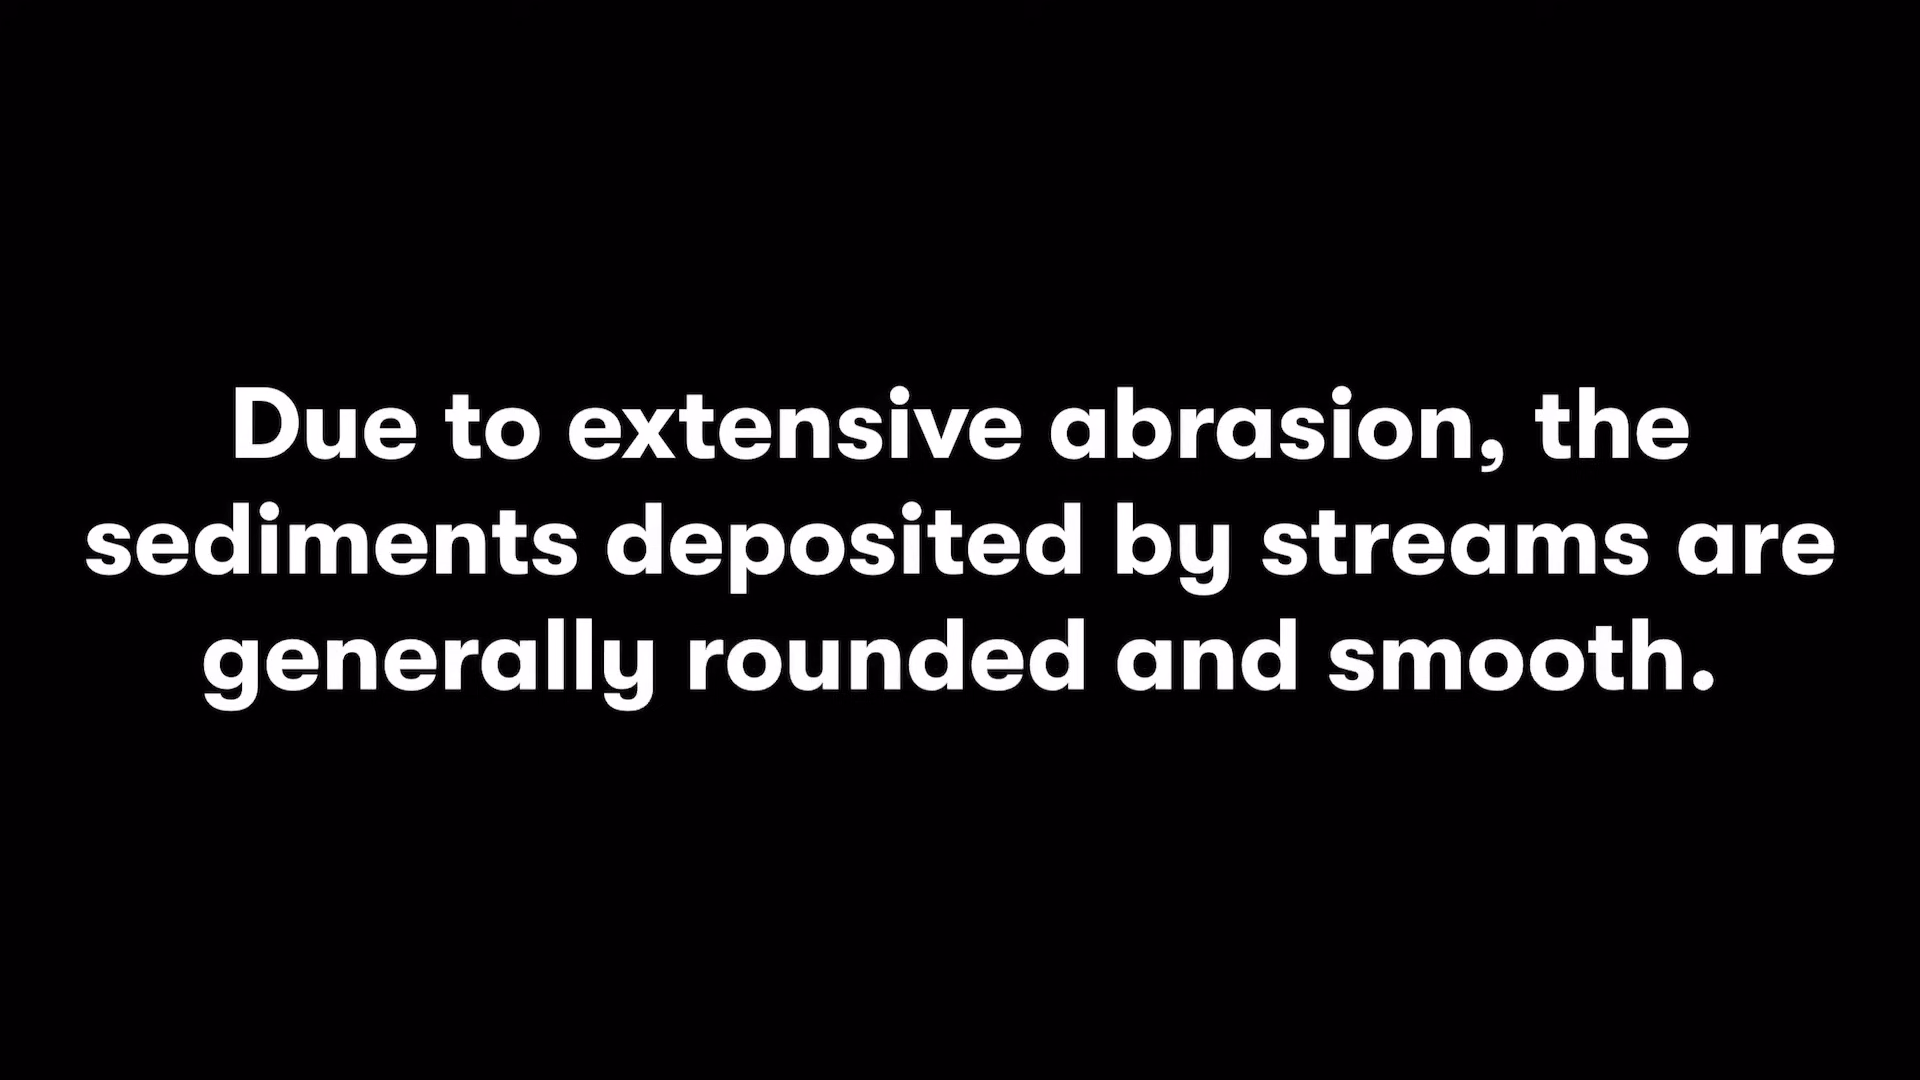 Due to extensive abrasion, the
sediments deposited by streams are
generally rounded and smooth.